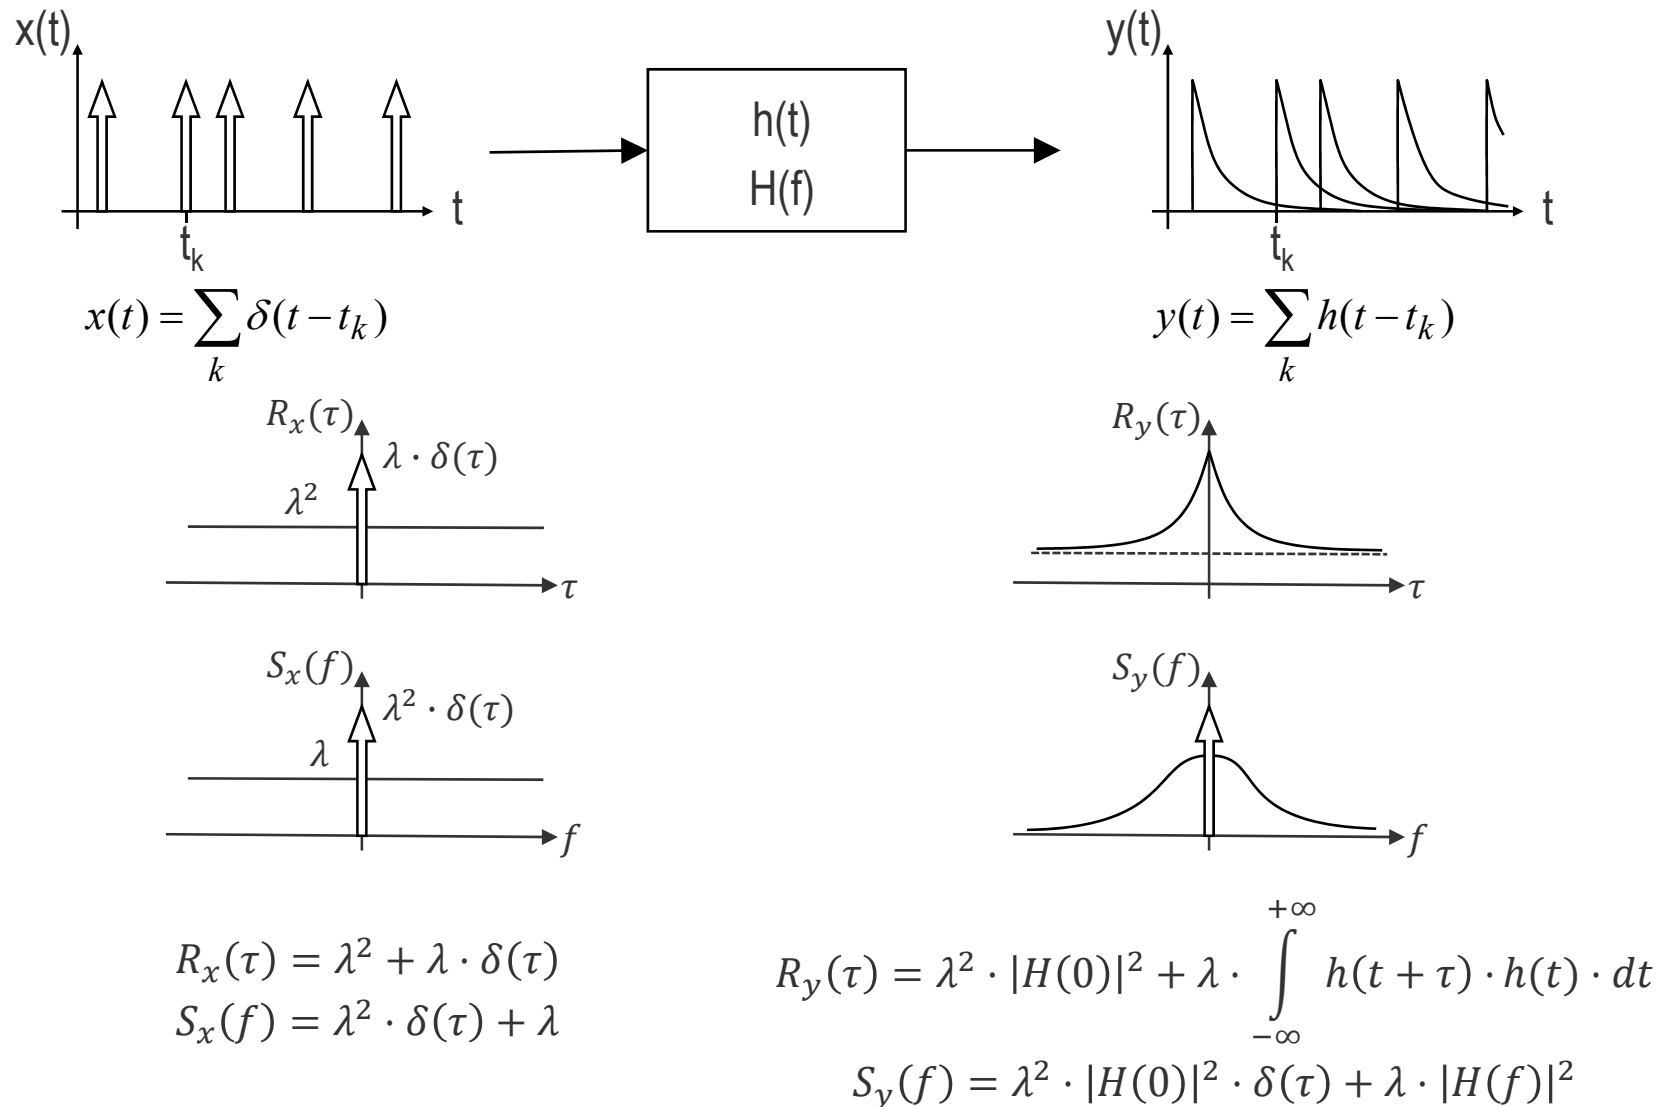 x(t)
t
t_k
h(t)
H(f)
y(t)
t
t_k
x(t) = ∑_k δ(t − t_k)
y(t) = ∑_k h(t − t_k)
R_x(τ)
λ · δ(τ)
λ²
τ
R_y(τ)
τ
S_x(f)
λ² · δ(τ)
λ
f
S_y(f)
f
R_x(τ) = λ² + λ · δ(τ)
S_x(f) = λ² · δ(τ) + λ
R_y(τ) = λ² · |H(0)|² + λ · ∫_{−∞}^{+∞} h(t + τ) · h(t) · dt
S_y(f) = λ² · |H(0)|² · δ(τ) + λ · |H(f)|²